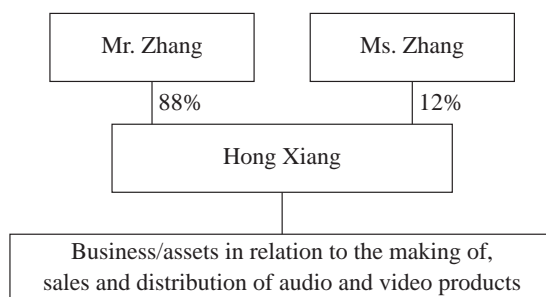 Mr. Zhang
Ms. Zhang
88%
12%
Hong Xiang
Business/assets in relation to the making of,
sales and distribution of audio and video products